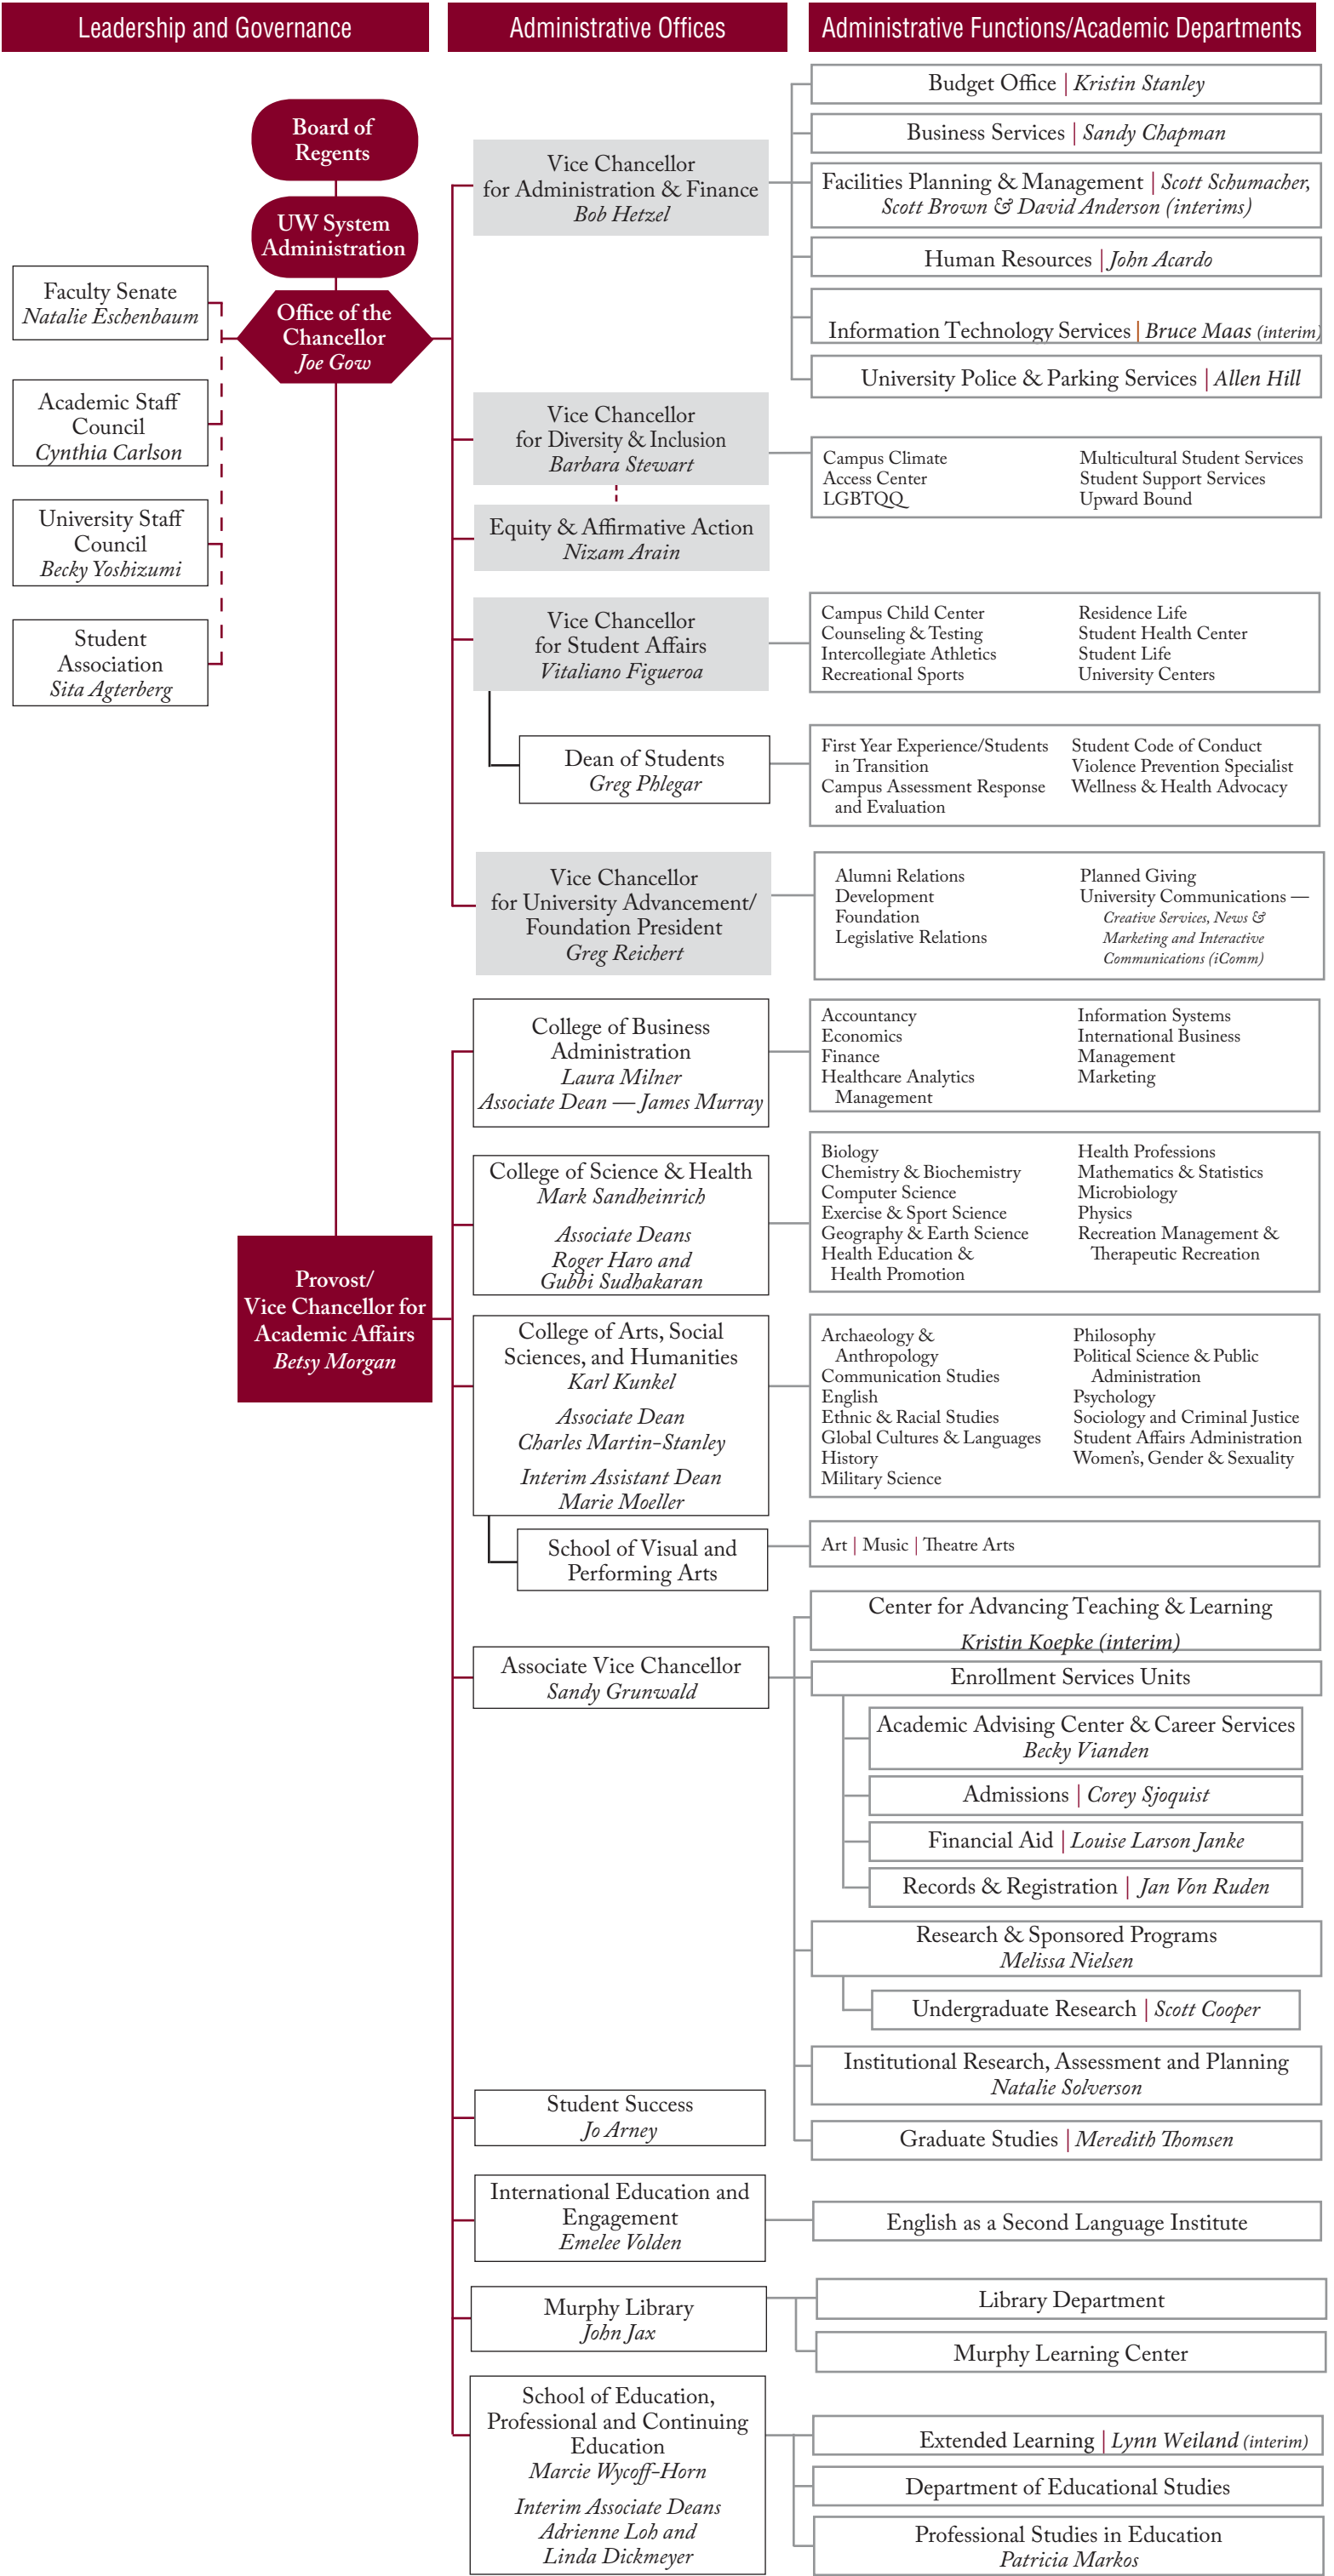 Leadership and Governance
Administrative Offices
Administrative Functions/Academic Departments
Board of
Regents
UW System
Administration
Office of the
Chancellor
Joe Gow
Faculty Senate
Natalie Eschenbaum
Academic Staff
Council
Cynthia Carlson
University Staff
Council
Becky Yoshizumi
Student
Association
Sita Agterberg
Provost/
Vice Chancellor for
Academic Affairs
Betsy Morgan
Vice Chancellor
for Administration & Finance
Bob Hetzel
Budget Office | Kristin Stanley
Business Services | Sandy Chapman
Facilities Planning & Management | Scott Schumacher,
Scott Brown & David Anderson (interims)
Human Resources | John Acardo
Information Technology Services | Bruce Maas (interim)
University Police & Parking Services | Allen Hill
Vice Chancellor
for Diversity & Inclusion
Barbara Stewart
Campus Climate
Access Center
LGBTQQ
Multicultural Student Services
Student Support Services
Upward Bound
Equity & Affirmative Action
Nizam Arain
Vice Chancellor
for Student Affairs
Vitaliano Figueroa
Campus Child Center
Counseling & Testing
Intercollegiate Athletics
Recreational Sports
Residence Life
Student Health Center
Student Life
University Centers
Dean of Students
Greg Phlegar
First Year Experience/Students
in Transition
Campus Assessment Response
and Evaluation
Student Code of Conduct
Violence Prevention Specialist
Wellness & Health Advocacy
Vice Chancellor
for University Advancement/
Foundation President
Greg Reichert
Alumni Relations
Development
Foundation
Legislative Relations
Planned Giving
University Communications —
Creative Services, News &
Marketing and Interactive
Communications (iComm)
College of Business
Administration
Laura Milner
Associate Dean — James Murray
Accountancy
Economics
Finance
Healthcare Analytics
Management
Information Systems
International Business
Management
Marketing
College of Science & Health
Mark Sandheinrich
Associate Deans
Roger Haro and
Gubbi Sudhakaran
Biology
Chemistry & Biochemistry
Computer Science
Exercise & Sport Science
Geography & Earth Science
Health Education &
Health Promotion
Health Professions
Mathematics & Statistics
Microbiology
Physics
Recreation Management &
Therapeutic Recreation
College of Arts, Social
Sciences, and Humanities
Karl Kunkel
Associate Dean
Charles Martin-Stanley
Interim Assistant Dean
Marie Moeller
Archaeology &
Anthropology
Communication Studies
English
Ethnic & Racial Studies
Global Cultures & Languages
History
Military Science
Philosophy
Political Science & Public
Administration
Psychology
Sociology and Criminal Justice
Student Affairs Administration
Women's, Gender & Sexuality
School of Visual and
Performing Arts
Art | Music | Theatre Arts
Associate Vice Chancellor
Sandy Grunwald
Center for Advancing Teaching & Learning
Kristin Koepke (interim)
Enrollment Services Units
Academic Advising Center & Career Services
Becky Vianden
Admissions | Corey Sjoquist
Financial Aid | Louise Larson Janke
Records & Registration | Jan Von Ruden
Research & Sponsored Programs
Melissa Nielsen
Undergraduate Research | Scott Cooper
Institutional Research, Assessment and Planning
Natalie Solverson
Graduate Studies | Meredith Thomsen
Student Success
Jo Arney
International Education and
Engagement
Emelee Volden
English as a Second Language Institute
Murphy Library
John Jax
Library Department
Murphy Learning Center
School of Education,
Professional and Continuing
Education
Marcie Wycoff-Horn
Interim Associate Deans
Adrienne Loh and
Linda Dickmeyer
Extended Learning | Lynn Weiland (interim)
Department of Educational Studies
Professional Studies in Education
Patricia Markos